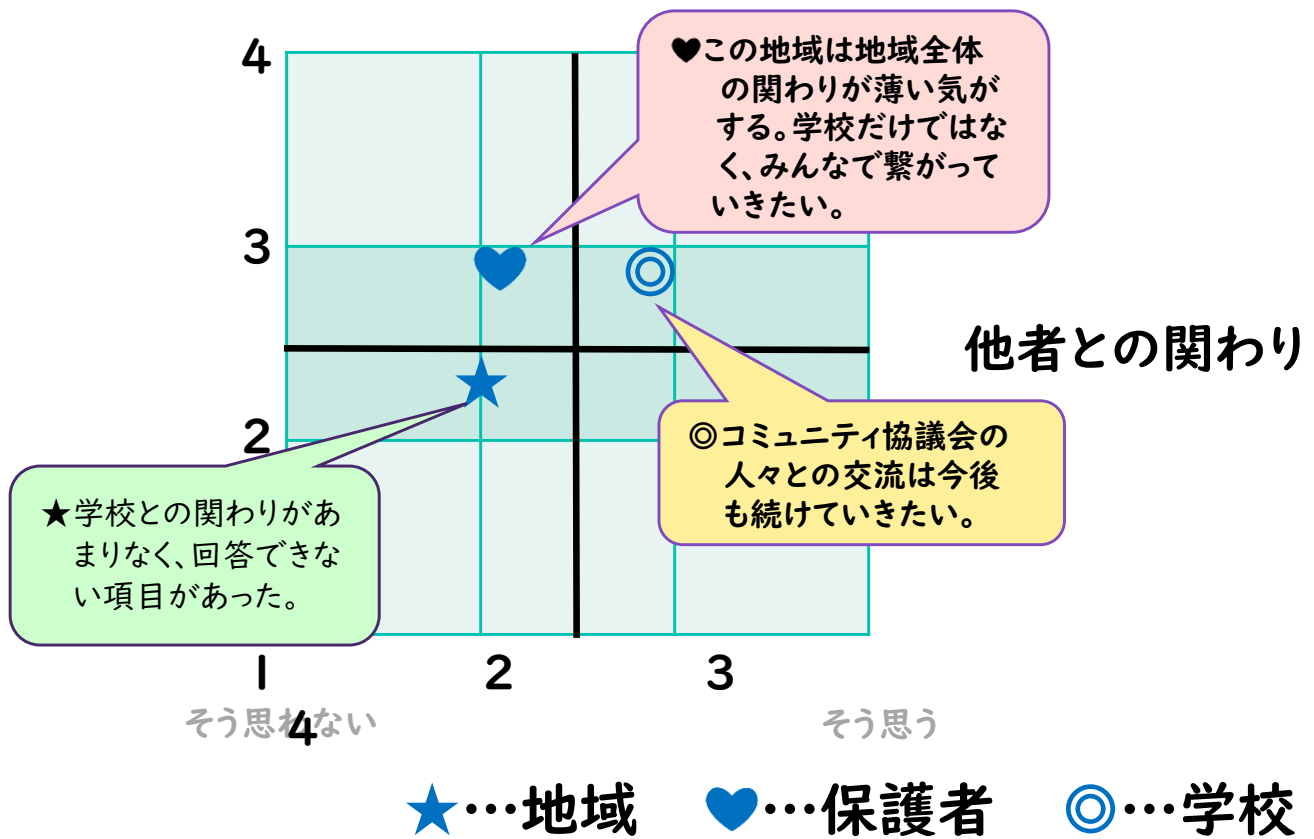 4
♥この地域は地域全体
の関わりが薄い気が
する。学校だけではな
く、みんなで繋がって
いきたい。
3
他者との関わり
2
◎コミュニティ協議会の
人々との交流は今後
も続けていきたい。
★学校との関わりがあ
まりなく、回答できな
い項目があった。
1 2 3
4
そう思わない そう思う
★…地域 ♥…保護者 ◎…学校